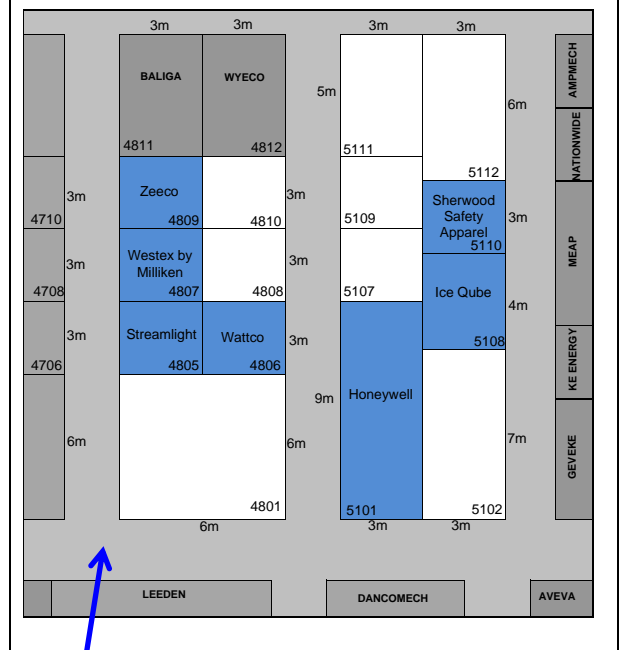 3m
3m
3m
3m
BALIGA
WYECO
5m
6m
4811
4812
5111
5112
AMPMECH
NATIONWIDE
4710
3m
Zeeco
4809
4810
3m
5109
Sherwood
Safety
Apparel
5110
3m
MEAP
4708
3m
Westex by
Milliken
4807
4808
3m
5107
Ice Qube
5108
4m
4706
3m
Streamlight
4805
Wattco
4806
3m
9m
Honeywell
KE ENERGY
6m
4801
6m
6m
5101
3m
5102
3m
7m
GEVEKE
LEEDEN
DANCOMECH
AVEVA